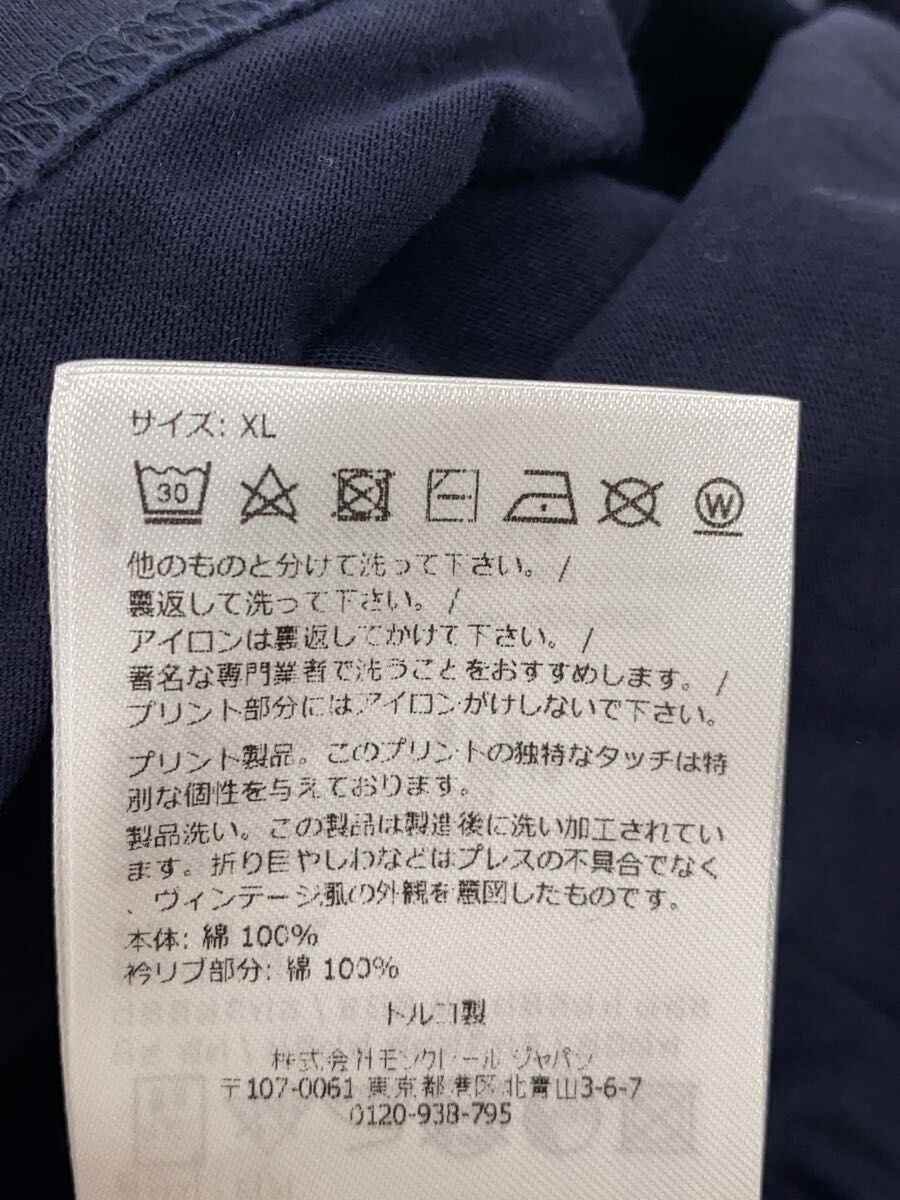 サイズ: XL
30
W
他のものと分けて洗って下さい。 /
裏返して洗って下さい。 /
アイロンは裏返してかけて下さい。 /
著名な専門業者で洗うことをおすすめします。 /
プリント部分にはアイロンがけしないで下さい。
プリント製品。このプリントの独特なタッチは特
別な個性を与えております。
製品洗い。この製品は製造後に洗い加工されてい
ます。折り目やしわなどはプレスの不具合でなく
、ヴィンテージ風の外観を意図したものです。
本体: 綿 100%
衿リブ部分: 綿 100%
トルコ製
株式会社モンクレール ジャパン
〒107-0061 東京都港区北青山3-6-7
0120-938-795